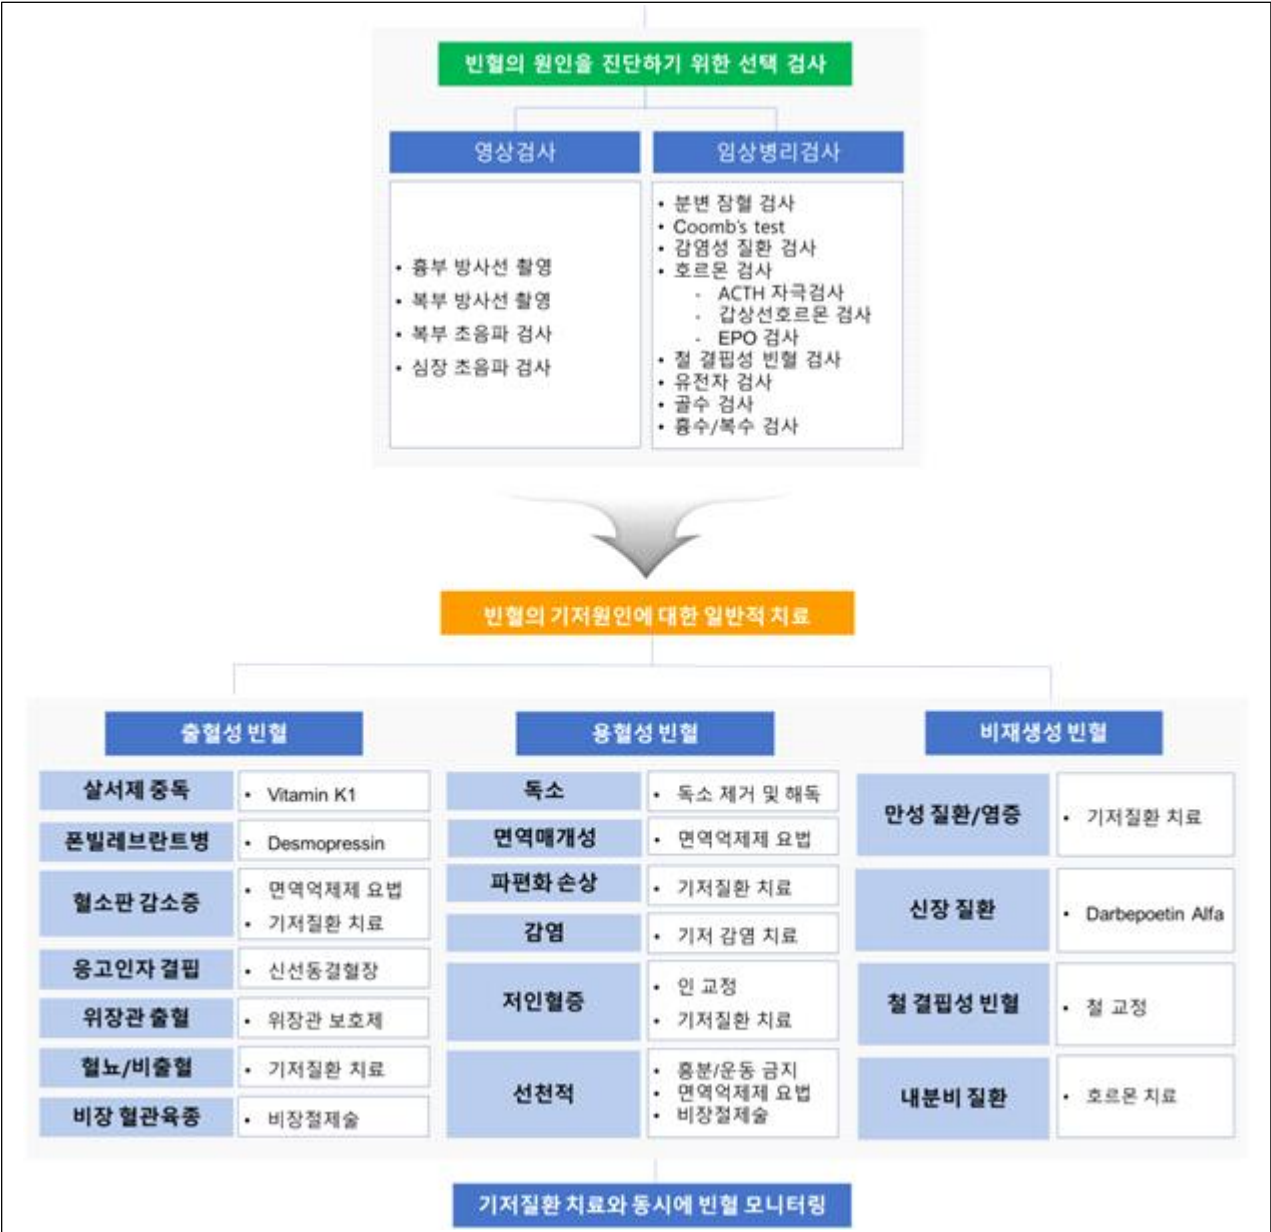 빈혈의 원인을 진단하기 위한 선택 검사
영상검사
• 흉부 방사선 촬영
• 복부 방사선 촬영
• 복부 초음파 검사
• 심장 초음파 검사
임상병리검사
• 분변 잠혈 검사
• Coomb's test
• 감염성 질환 검사
• 호르몬 검사
- ACTH 자극검사
- 갑상선호르몬 검사
- EPO 검사
• 철 결핍성 빈혈 검사
• 유전자 검사
• 골수 검사
• 흉수/복수 검사
빈혈의 기저원인에 대한 일반적 치료
출혈성 빈혈
살서제 중독
• Vitamin K1
폰빌레브란트병
• Desmopressin
혈소판 감소증
• 면역억제제 요법
• 기저질환 치료
응고인자 결핍
• 신선동결혈장
위장관 출혈
• 위장관 보호제
혈뇨/비출혈
• 기저질환 치료
비장 혈관육종
• 비장절제술
용혈성 빈혈
독소
• 독소 제거 및 해독
면역매개성
• 면역억제제 요법
파편화 손상
• 기저질환 치료
감염
• 기저 감염 치료
저인혈증
• 인 교정
• 기저질환 치료
선천적
• 흥분/운동 금지
• 면역억제제 요법
• 비장절제술
비재생성 빈혈
만성 질환/염증
• 기저질환 치료
신장 질환
• Darbepoetin Alfa
철 결핍성 빈혈
• 철 교정
내분비 질환
• 호르몬 치료
기저질환 치료와 동시에 빈혈 모니터링